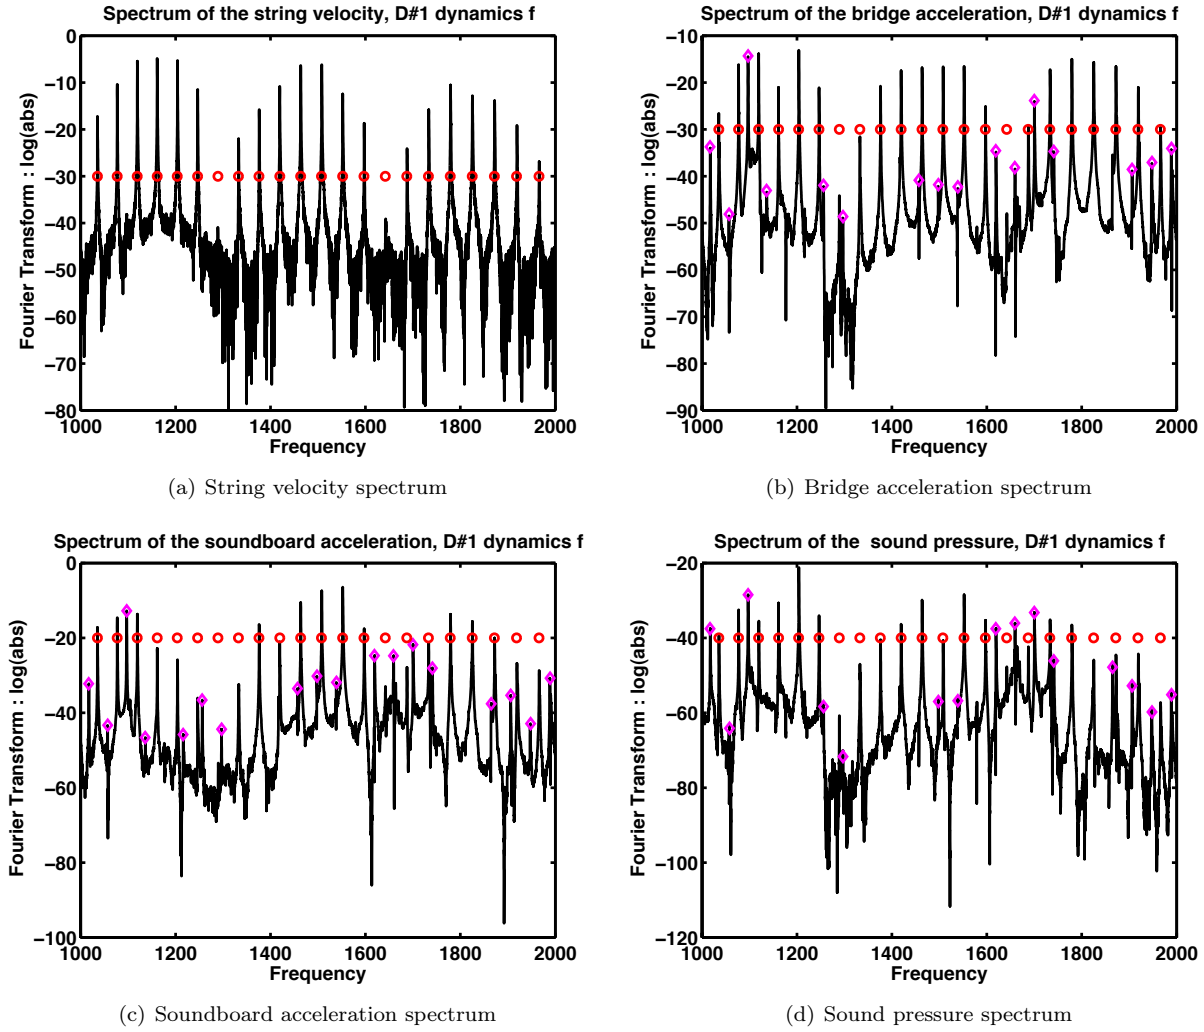 Spectrum of the string velocity, D#1 dynamics f
0
−10
−20
−30
−40
−50
−60
−70
−80
Fourier Transform : log(abs)
1000 1200 1400 1600 1800 2000
Frequency
(a) String velocity spectrum
Spectrum of the bridge acceleration, D#1 dynamics f
−10
−20
−30
−40
−50
−60
−70
−80
−90
Fourier Transform : log(abs)
1000 1200 1400 1600 1800 2000
Frequency
(b) Bridge acceleration spectrum
Spectrum of the soundboard acceleration, D#1 dynamics f
0
−20
−40
−60
−80
−100
Fourier Transform : log(abs)
1000 1200 1400 1600 1800 2000
Frequency
(c) Soundboard acceleration spectrum
Spectrum of the sound pressure, D#1 dynamics f
−20
−40
−60
−80
−100
−120
Fourier Transform : log(abs)
1000 1200 1400 1600 1800 2000
Frequency
(d) Sound pressure spectrum